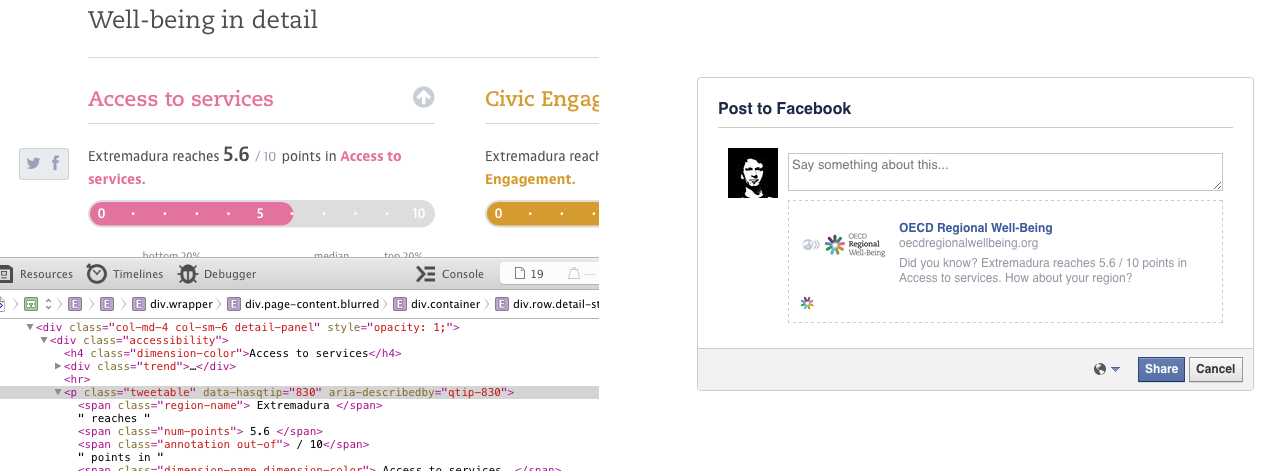 Well-being in detail
Access to services
Civic Engag
Extremadura reaches 5.6 / 10 points in Access to
services.
Extremadura reach
Engagement.
0 5 10
0
bottom 20% median top 20%
Resources Timelines Debugger Console 19
E E E div.wrapper E div.page-content.blurred E div.container E div.row.detail-st
<div class="col-md-4 col-sm-6 detail-panel" style="opacity: 1;">
<div class="accessibility">
<h4 class="dimension-color">Access to services</h4>
<div class="trend">…</div>
<hr>
<p class="tweetable" data-hasqtip="830" aria-describedby="qtip-830">
<span class="region-name"> Extremadura </span>
" reaches "
<span class="num-points"> 5.6 </span>
<span class="annotation out-of"> / 10</span>
" points in "
<span class="dimension-name dimension-color"> Access to services. </span>
Post to Facebook
Say something about this...
OECD
Regional
Well-Being
OECD Regional Well-Being
oecdregionalwellbeing.org
Did you know? Extremadura reaches 5.6 / 10 points in
Access to services. How about your region?
Share Cancel